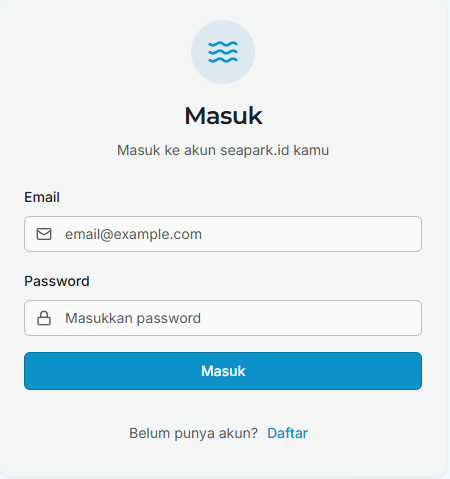 Masuk
Masuk ke akun seapark.id kamu
Email
email@example.com
Password
Masukkan password
Masuk
Belum punya akun? Daftar